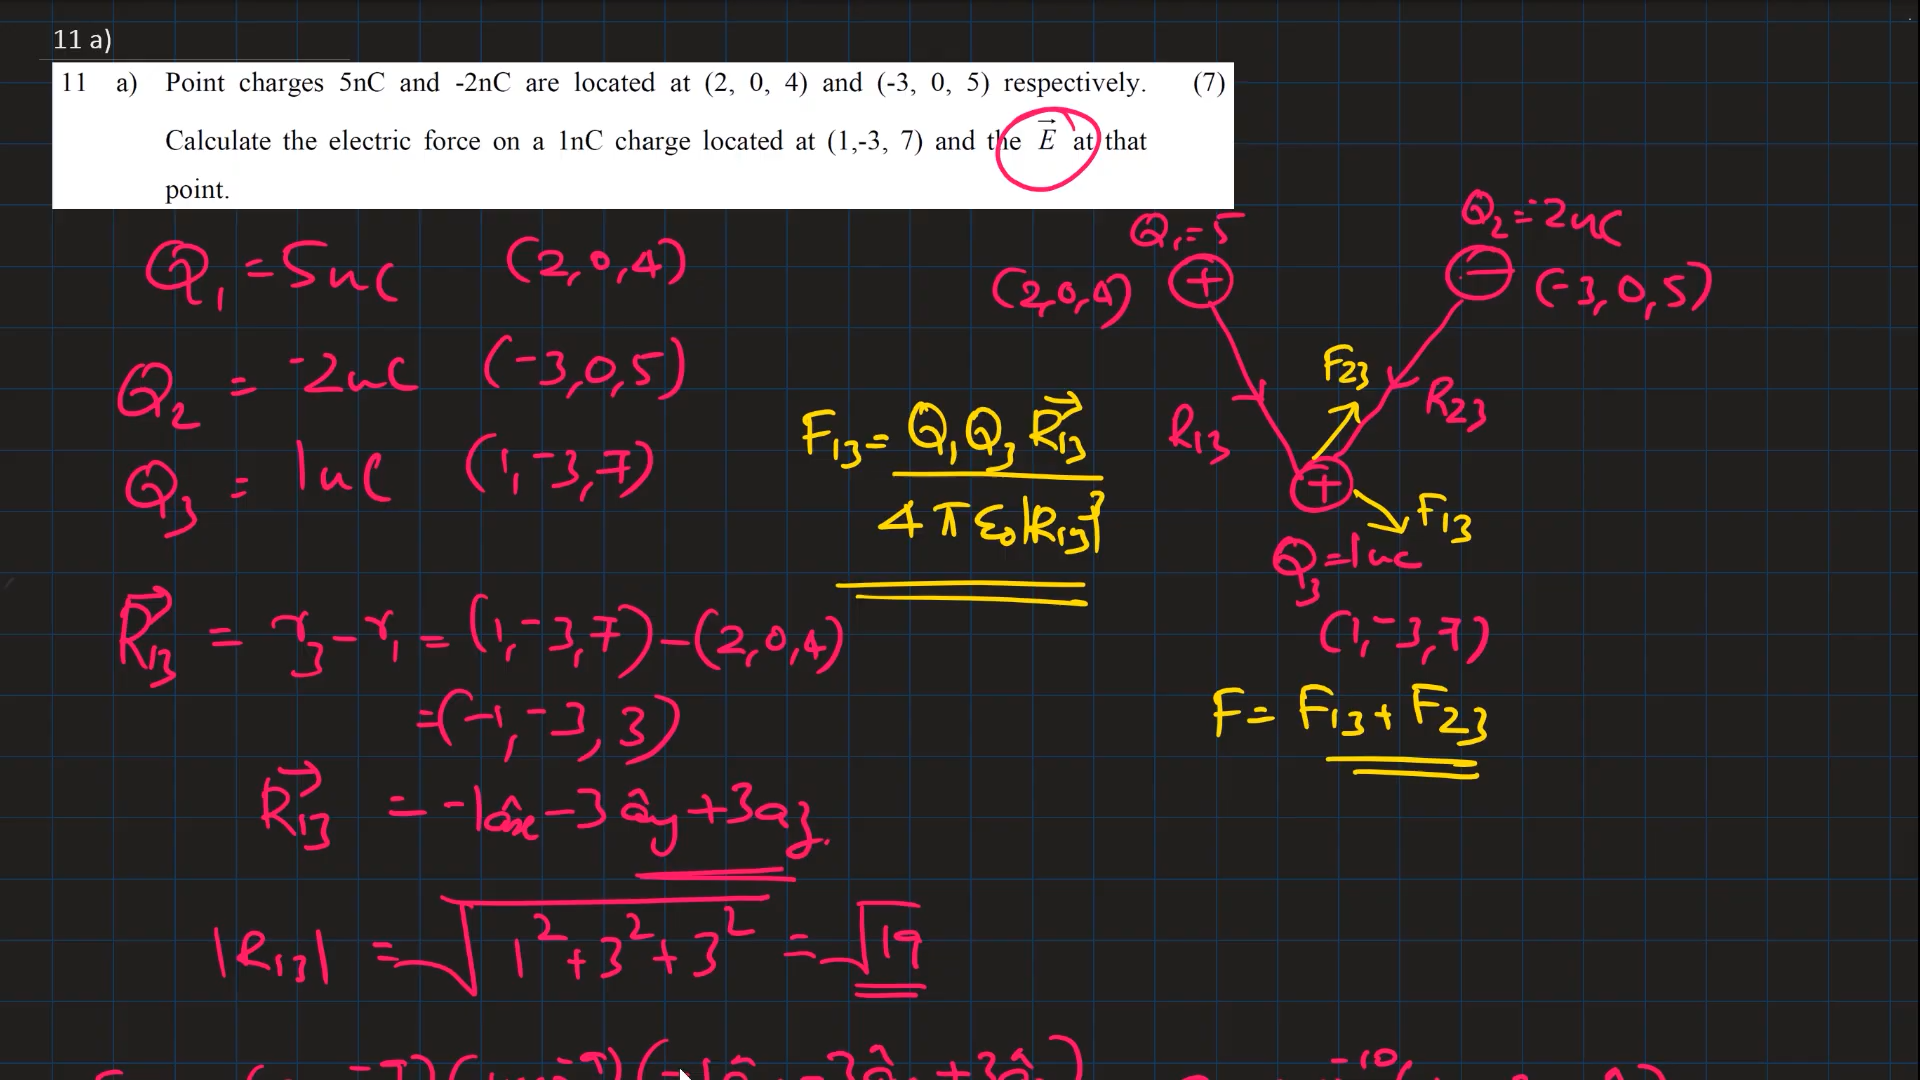 11 a)
11 a) Point charges 5nC and -2nC are located at (2, 0, 4) and (-3, 0, 5) respectively. (7)
Calculate the electric force on a 1nC charge located at (1,-3, 7) and the E⃗ at that
point.
Q₁ = 5nC (2,0,4)
Q₂ = -2nC (-3,0,5)
Q₃ = 1nC (1,-3,7)
R⃗₁₃ = r₃-r₁ = (1,-3,7)-(2,0,4)
=(-1,-3,3)
R⃗₁₃ = -1âx-3ây+3az.
|R₁₃| = √(1²+3²+3²) = √19
F₁₃ = Q₁Q₃R⃗₁₃
4πε₀|R₁₃|³
Q₁=5
Q₂=-2nC
(2,0,4) + − (-3,0,5)
F₂₃
R₂₃
R₁₃
+
F₁₃
Q₃=1nC
(1,-3,7)
F= F₁₃+F₂₃